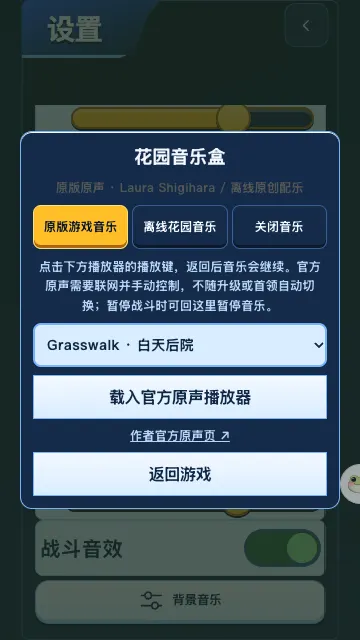 设置
花园音乐盒
原版原声 · Laura Shigihara / 离线原创配乐
原版游戏音乐
离线花园音乐
关闭音乐
点击下方播放器的播放键，返回后音乐会继续。官方
原声需要联网并手动控制，不随升级或首领自动切
换；暂停战斗时可回这里暂停音乐。
Grasswalk · 白天后院
载入官方原声播放器
作者官方原声页 ↗
返回游戏
战斗音效
背景音乐